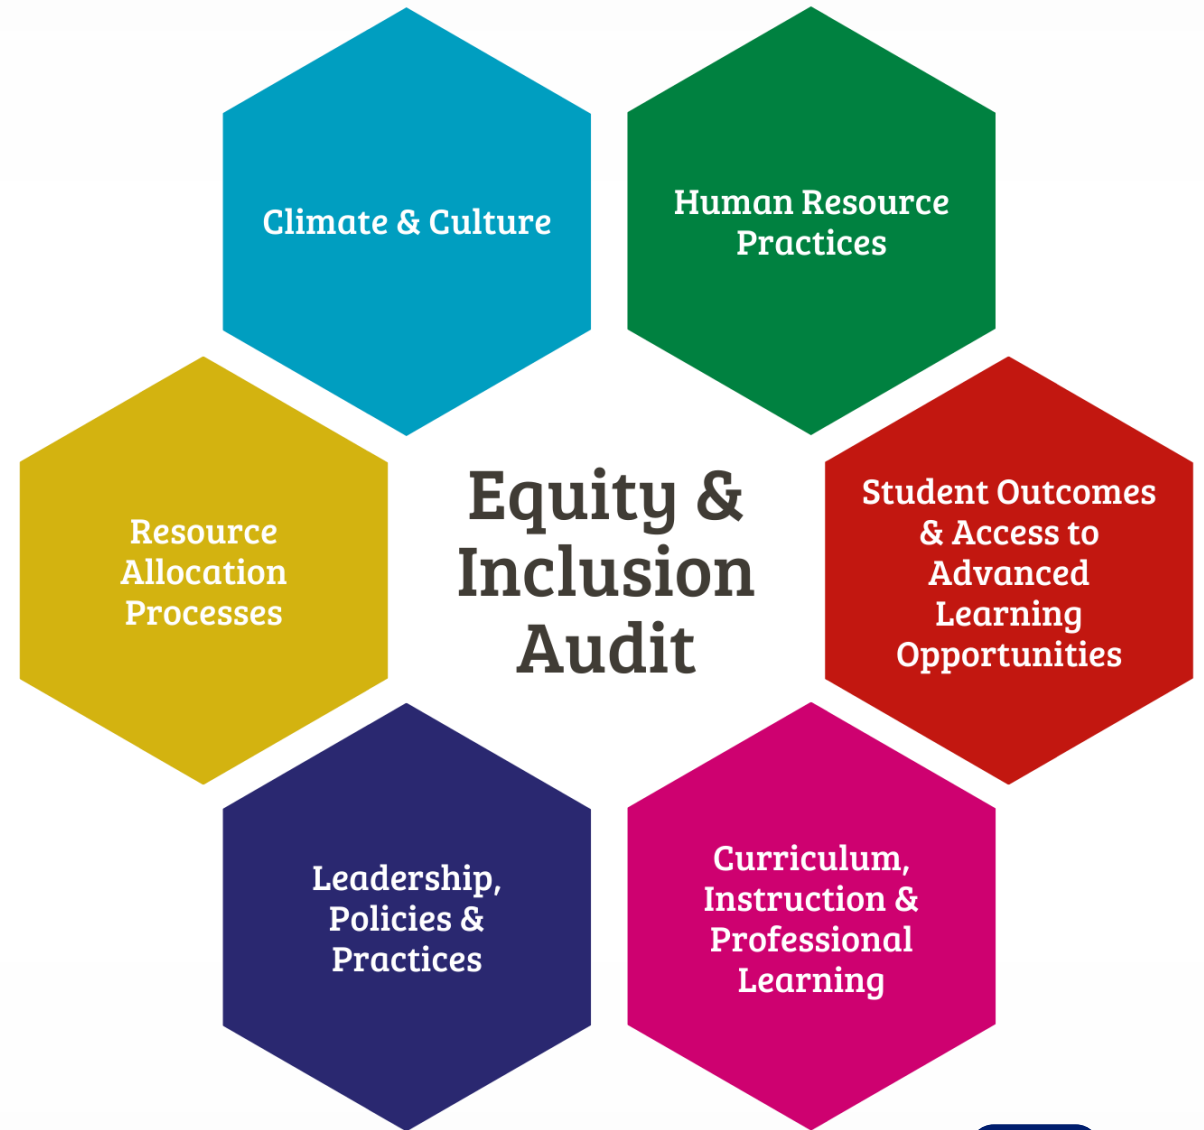 Climate & Culture
Human Resource
Practices
Resource
Allocation
Processes
Equity &
Inclusion
Audit
Student Outcomes
& Access to
Advanced
Learning
Opportunities
Leadership,
Policies &
Practices
Curriculum,
Instruction &
Professional
Learning